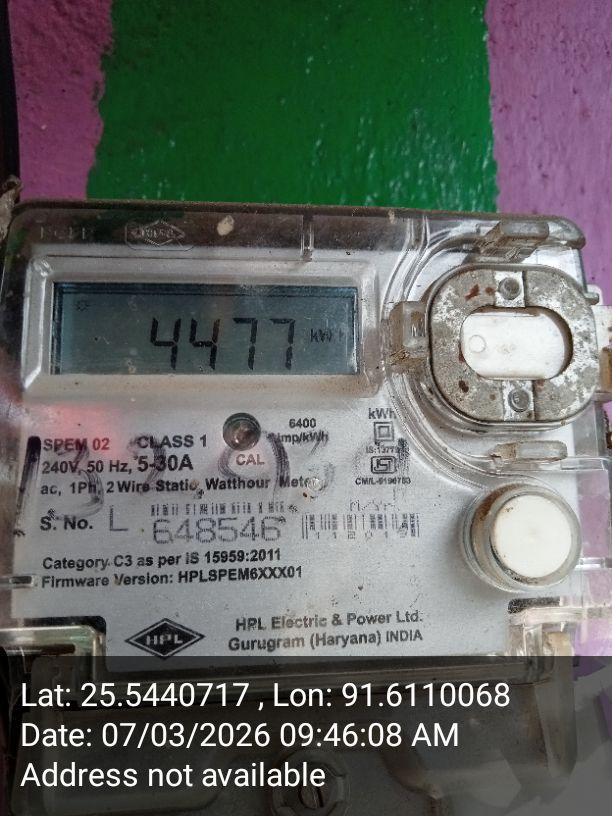 4477 kWh
6400
imp/kWh
kWh
SPEM 02 CLASS 1
240V, 50 Hz, 5-30A
CAL
ac, 1Ph, 2 Wire Static Watthour Meter
S. No. L 648546
Category C3 as per IS 15959:2011
Firmware Version: HPLSPEM6XXX01
HPL
HPL Electric & Power Ltd.
Gurugram (Haryana) INDIA
Lat: 25.5440717 , Lon: 91.6110068
Date: 07/03/2026 09:46:08 AM
Address not available